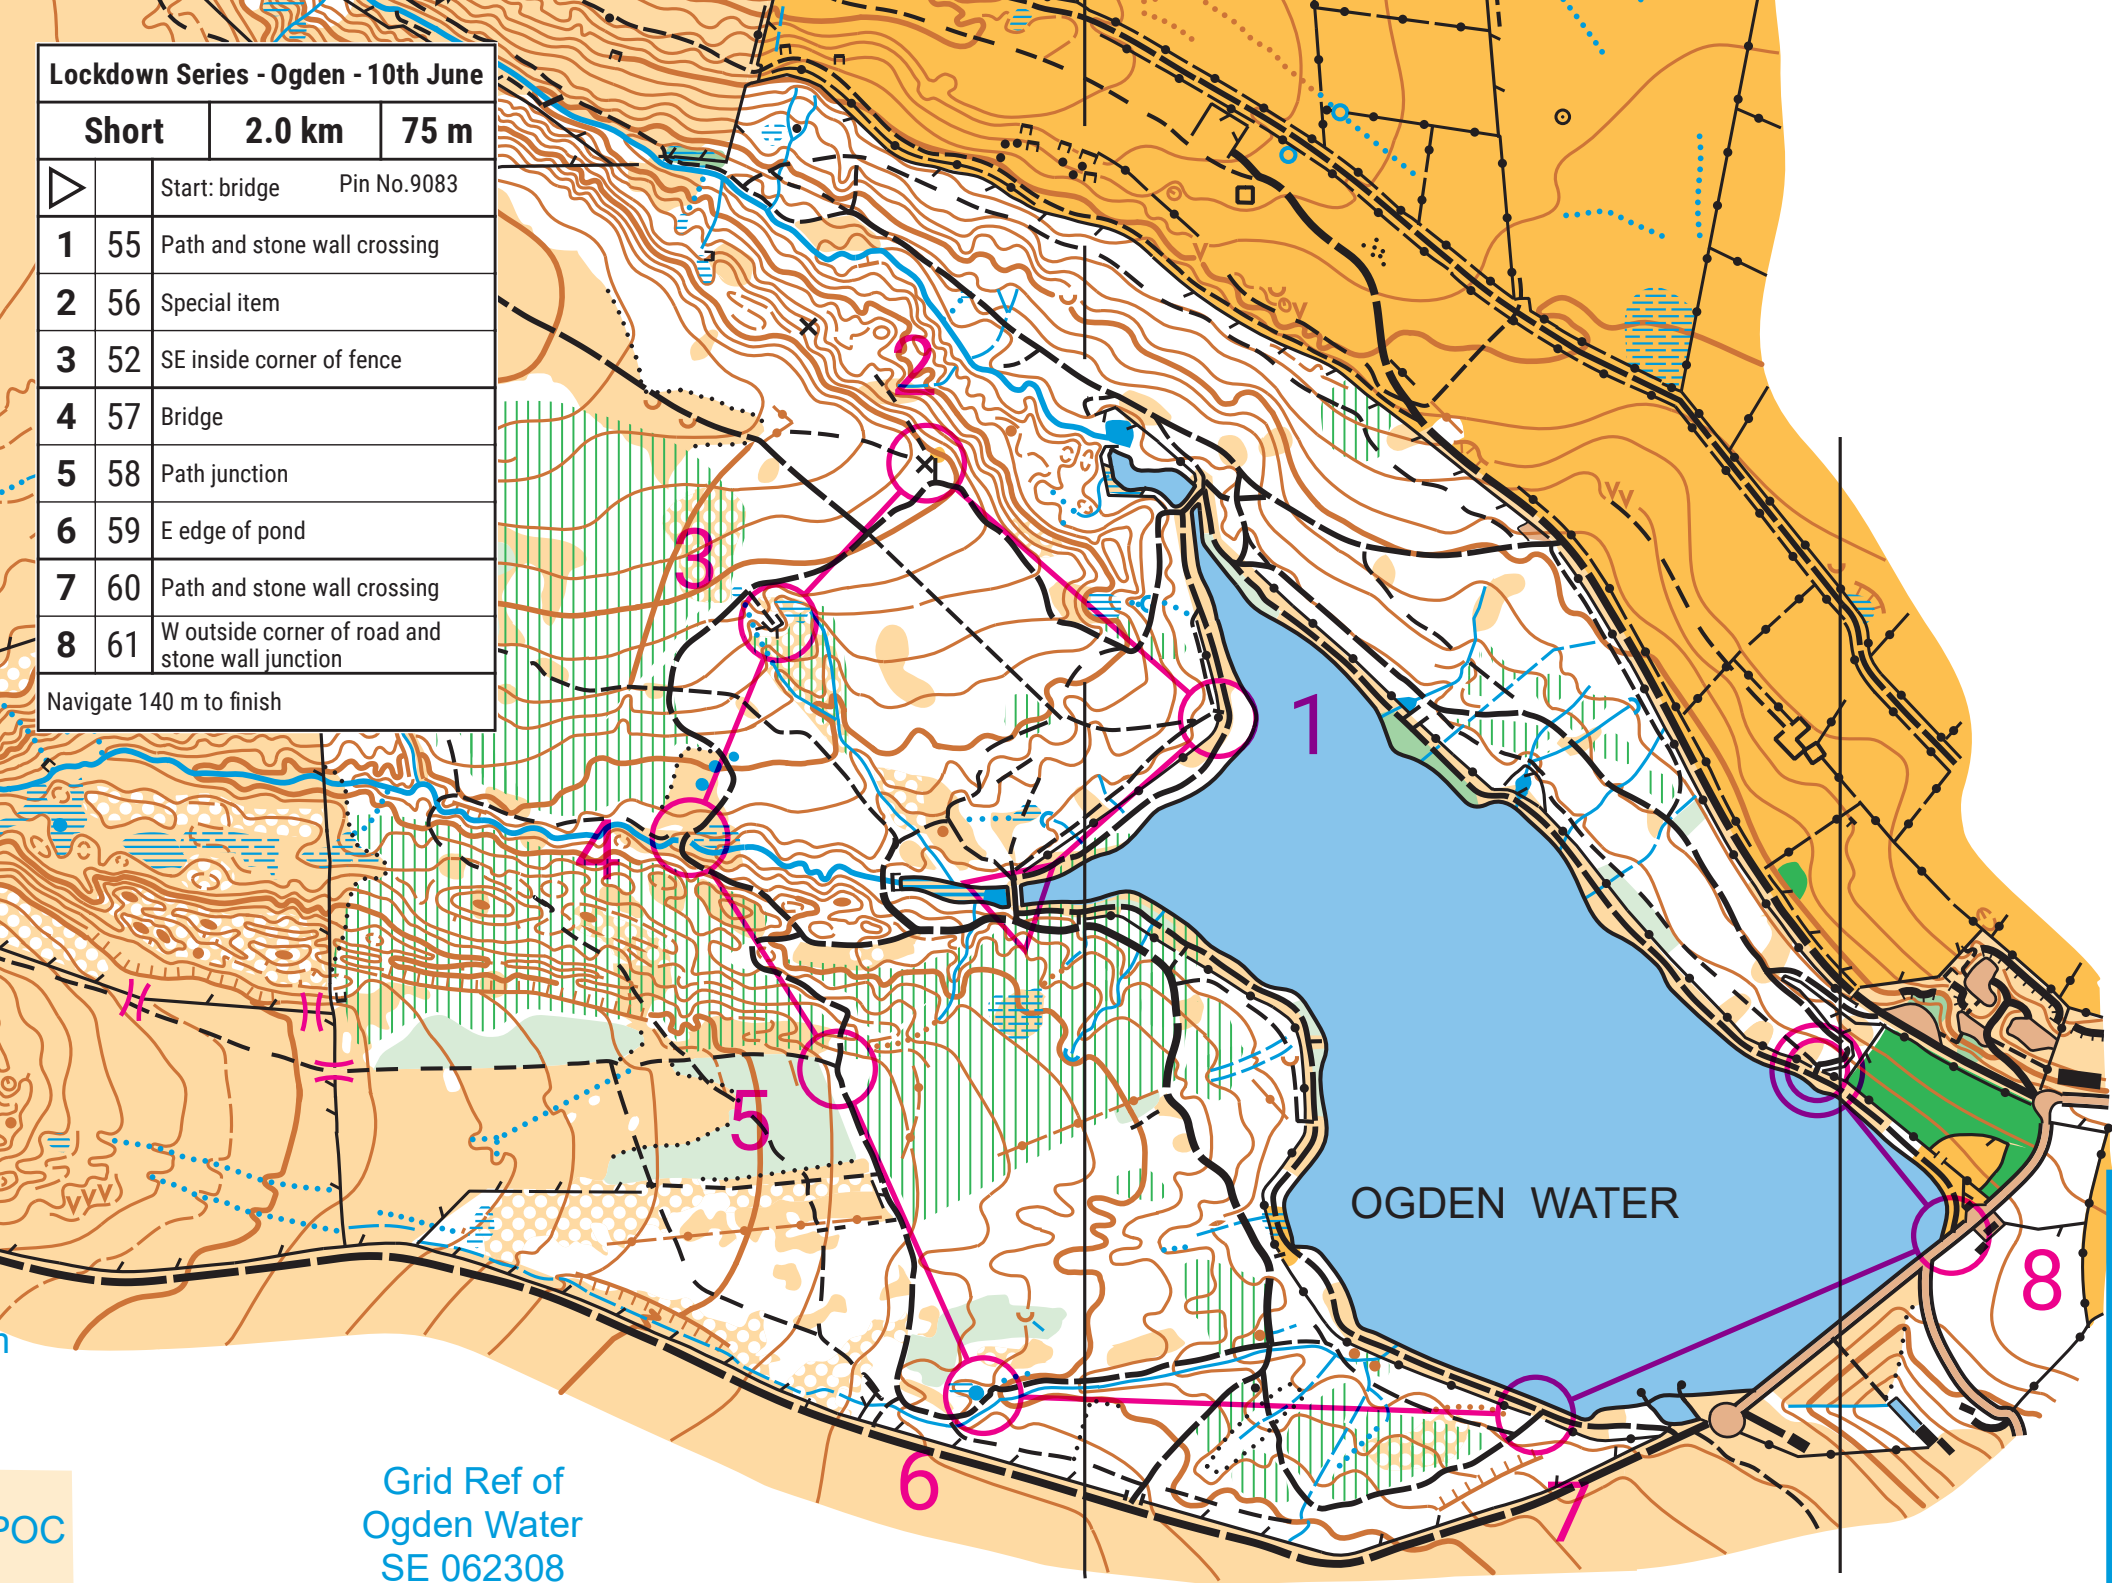 Lockdown Series - Ogden - 10th June
Short 2.0 km 75 m
Start: bridge Pin No.9083
1 55 Path and stone wall crossing
2 56 Special item
3 52 SE inside corner of fence
4 57 Bridge
5 58 Path junction
6 59 E edge of pond
7 60 Path and stone wall crossing
8 61 W outside corner of road and
stone wall junction
Navigate 140 m to finish
2
3
1
4
5
OGDEN WATER
8
6
7
Grid Ref of
Ogden Water
SE 062308
POC